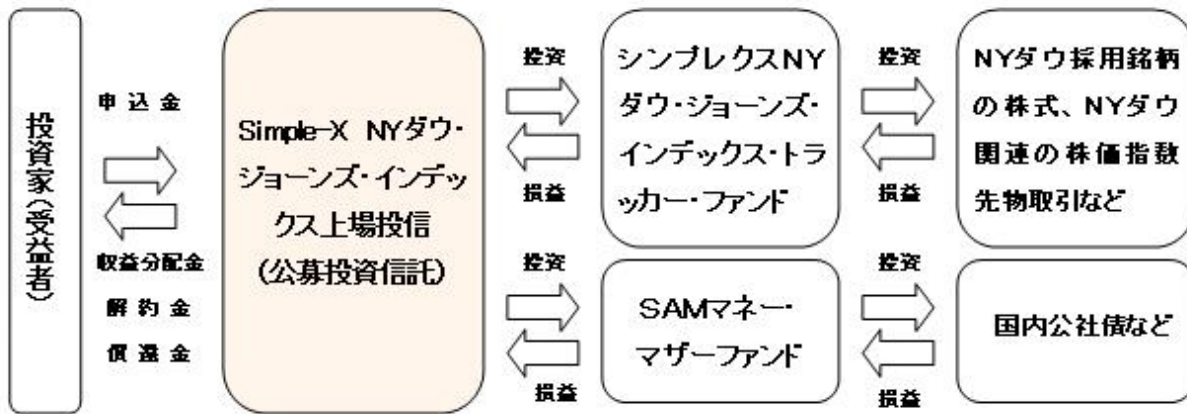 投資家(受益者)
申込金
収益分配金
解約金
償還金
Simple-X NYダウ・
ジョーンズ・インデッ
クス上場投信
(公募投資信託)
投資
損益
シンプレクスNY
ダウ・ジョーンズ・
インデックス・トラ
ッカー・ファンド
投資
損益
NYダウ採用銘柄
の株式、NYダウ
関連の株価指数
先物取引など
投資
損益
SAMマネー・
マザーファンド
投資
損益
国内公社債など